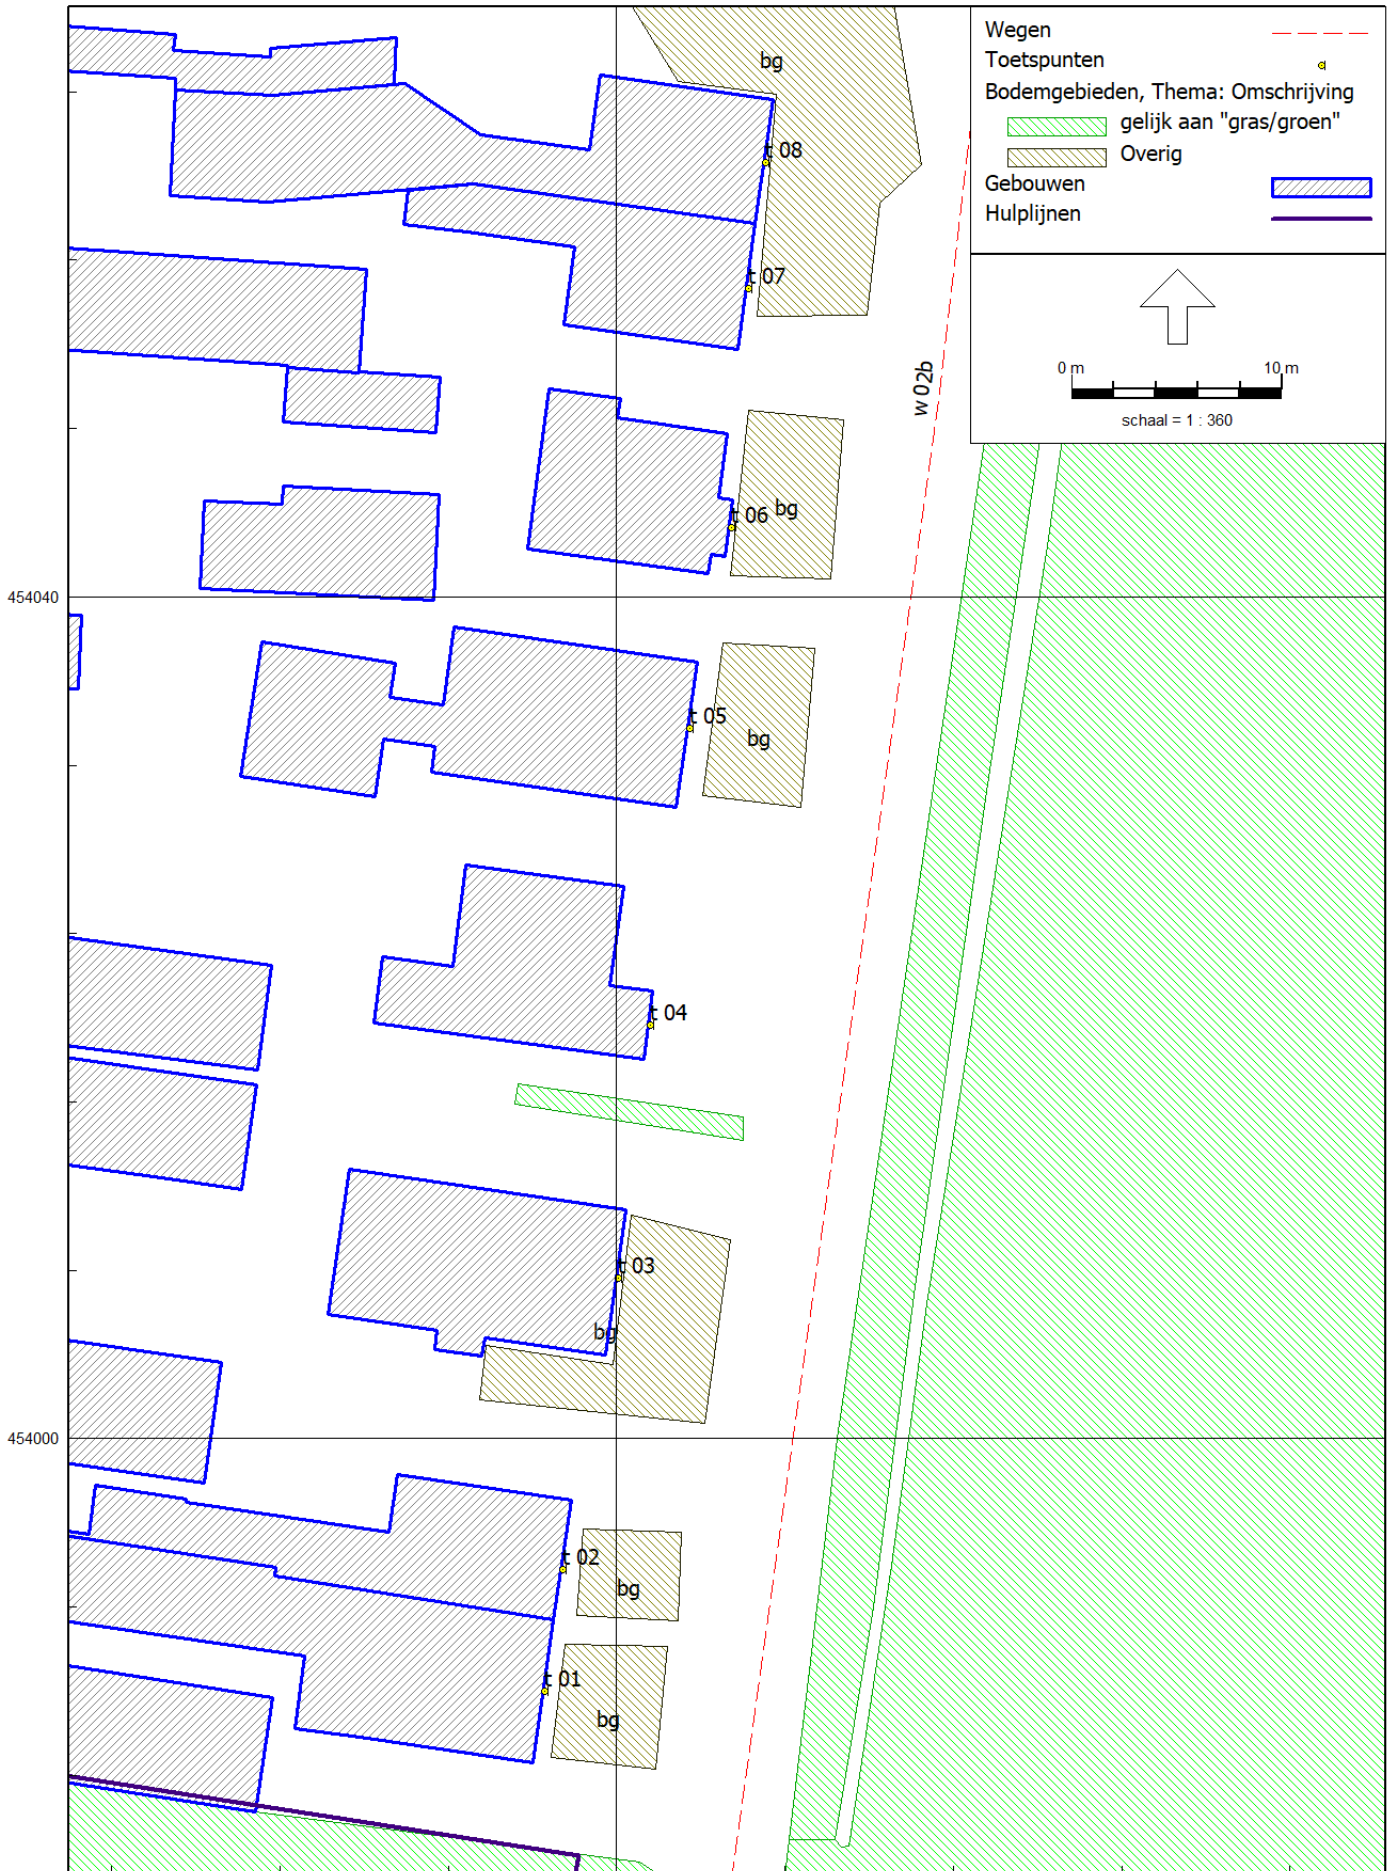 Wegen
Toetspunten
Bodemgebieden, Thema: Omschrijving
gelijk aan "gras/groen"
Overig
Gebouwen
Hulplijnen
0 m 10 m
schaal = 1 : 360
bg
t 08
t 07
w 02b
t 06 bg
454040
t 05
bg
t 04
t 03
bg
454000
t 02
bg
t 01
bg